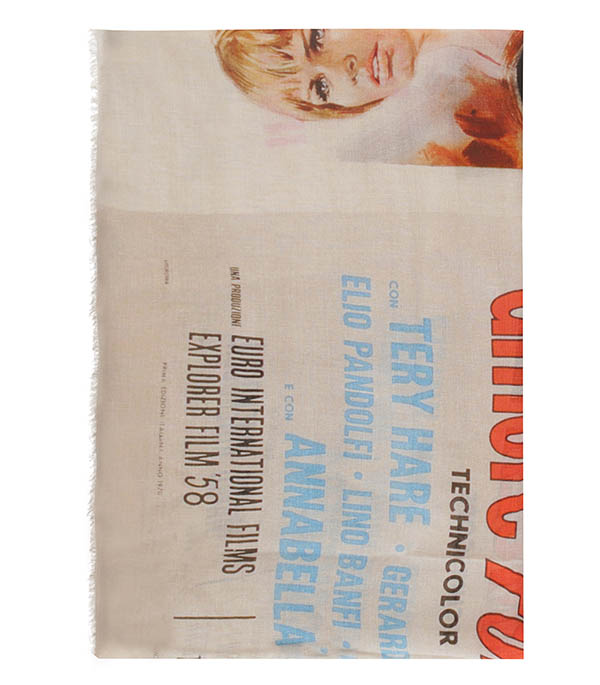 amore
TECHNICOLOR
CON
TERY HARE · GERARD
ELIO PANDOLFI · LINO BANFI ·
E CON
ANNABELLA
UNA PRODUZIONE
EURO INTERNATIONAL FILMS
EXPLORER FILM '58